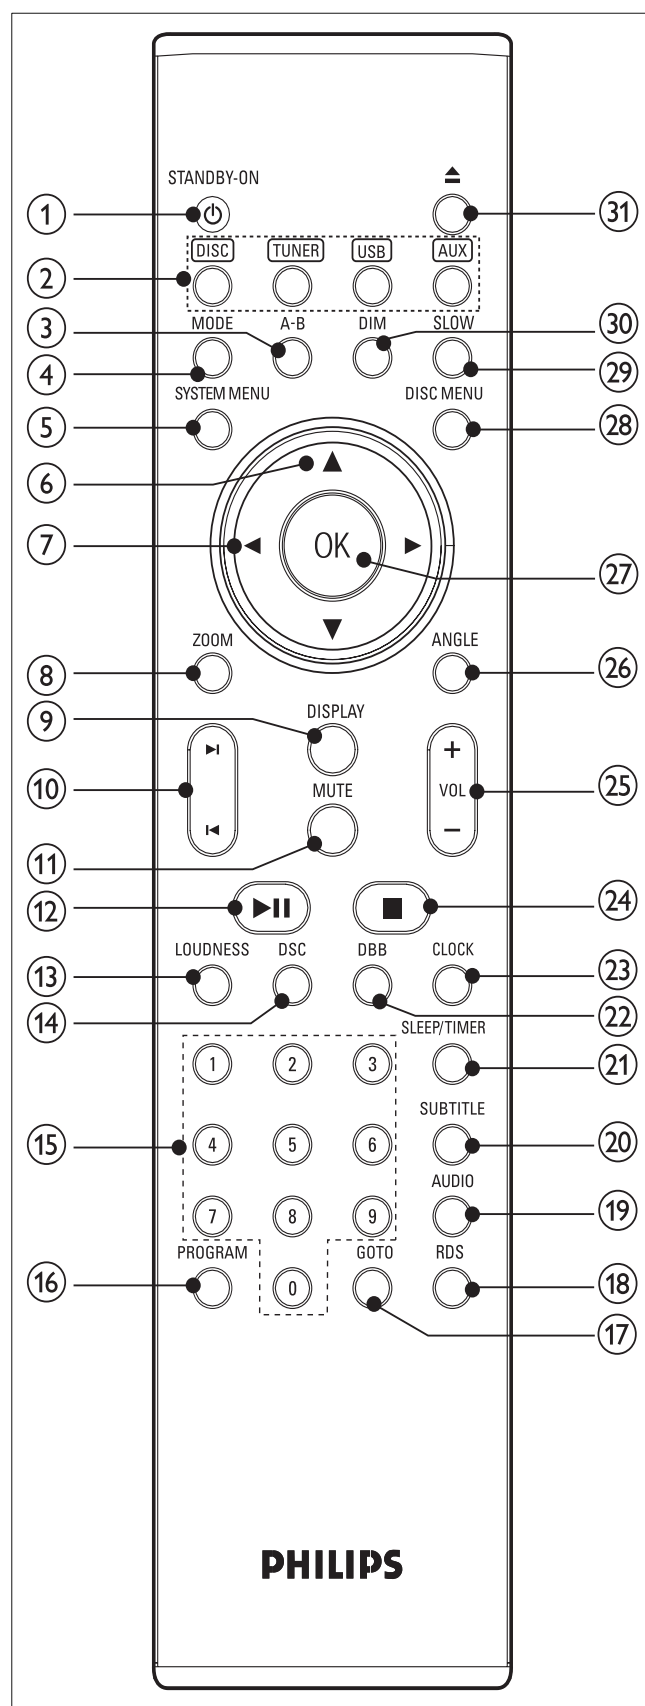 STANDBY-ON
1
31
DISC TUNER USB AUX
2
3
MODE A-B DIM SLOW
30
4
29
SYSTEM MENU DISC MENU
5
28
6
7
OK
27
ZOOM ANGLE
8
26
DISPLAY
9
10
VOL
25
MUTE
11
12
24
LOUDNESS DSC DBB CLOCK
13
23
14
22
SLEEP/TIMER
1 2 3
21
SUBTITLE
15
4 5 6
20
AUDIO
7 8 9
19
PROGRAM GOTO RDS
16
0
18
17
PHILIPS